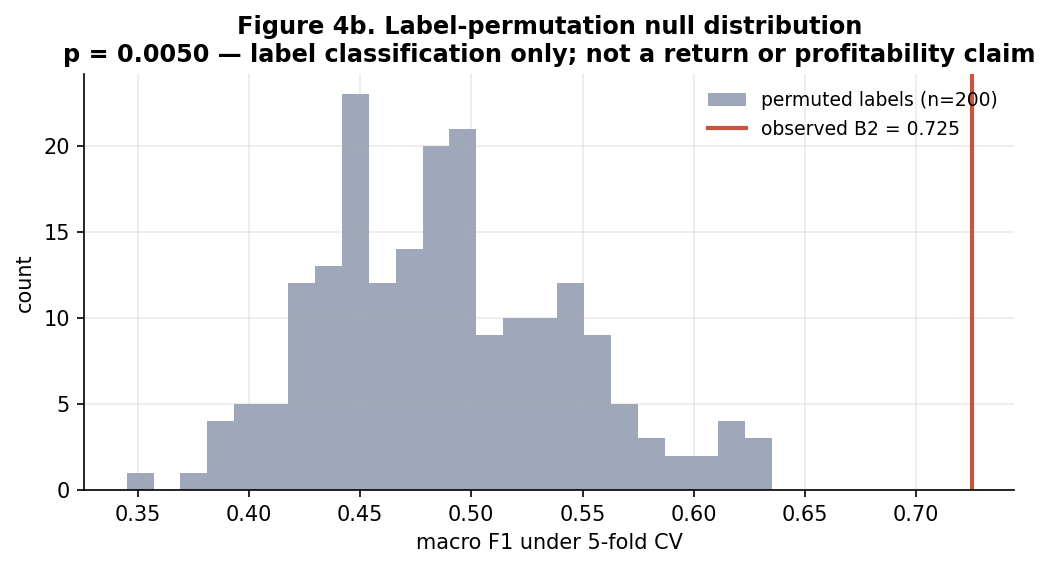 Figure 4b. Label-permutation null distribution
p = 0.0050 — label classification only; not a return or profitability claim
permuted labels (n=200)
observed B2 = 0.725
count
20
15
10
5
0
0.35 0.40 0.45 0.50 0.55 0.60 0.65 0.70
macro F1 under 5-fold CV